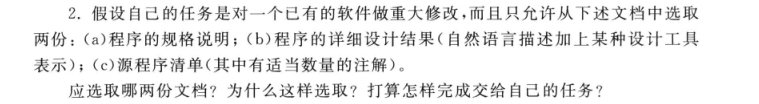 2. 假设自己的任务是对一个已有的软件做重大修改,而且只允许从下述文档中选取
两份:(a)程序的规格说明;(b)程序的详细设计结果(自然语言描述加上某种设计工具
表示);(c)源程序清单(其中有适当数量的注解)。
应选取哪两份文档? 为什么这样选取? 打算怎样完成交给自己的任务?